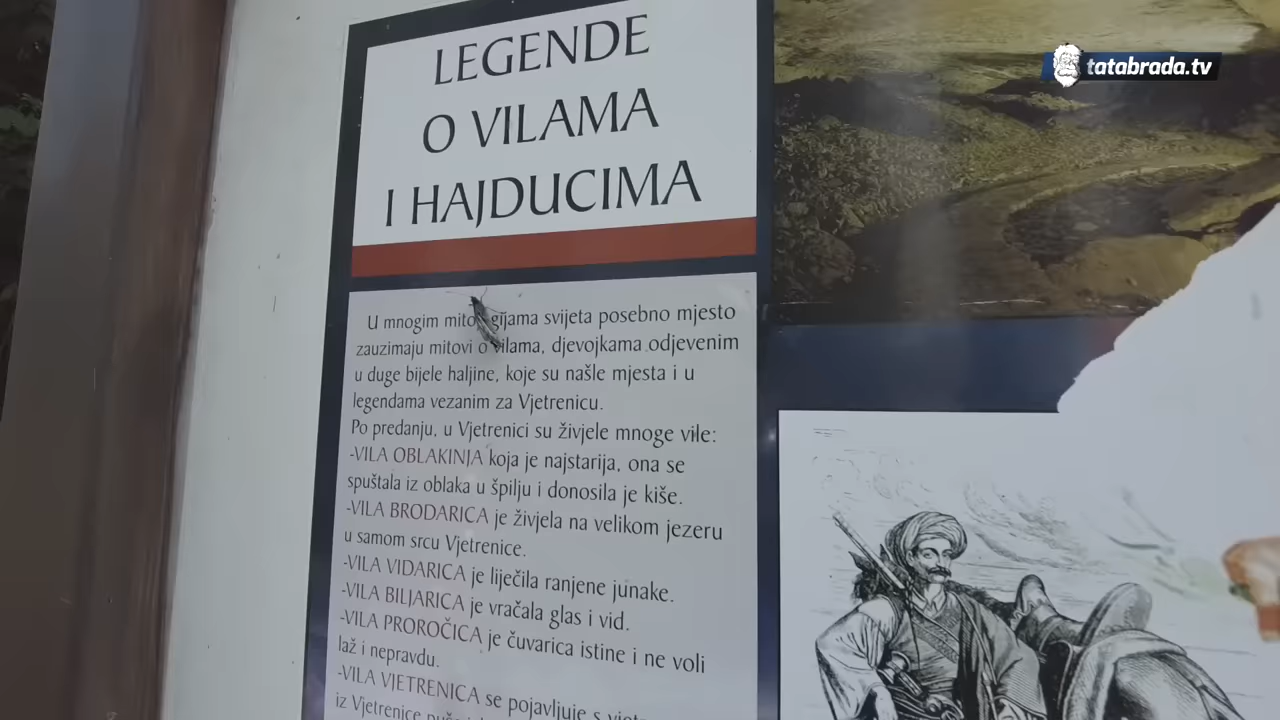 LEGENDE
O VILAMA
I HAJDUCIMA
tatabrada.tv
U mnogim mito gijama svijeta posebno mjesto
zauzimaju mitovi o vilama, djevojkama odjevenim
u duge bijele haljine, koje su našle mjesta i u
legendama vezanim za Vjetrenicu.
Po predanju, u Vjetrenici su živjele mnoge vile:
-VILA OBLAKINJA koja je najstarija, ona se
spuštala iz oblaka u špilju i donosila je kiše.
-VILA BRODARICA je živjela na velikom jezeru
u samom srcu Vjetrenice.
-VILA VIDARICA je liječila ranjene junake.
-VILA BILJARICA je vraćala glas i vid.
-VILA PROROČICA je čuvarica istine i ne voli
laž i nepravdu.
-VILA VJETRENICA se pojavljuje s
iz Vjetrenice